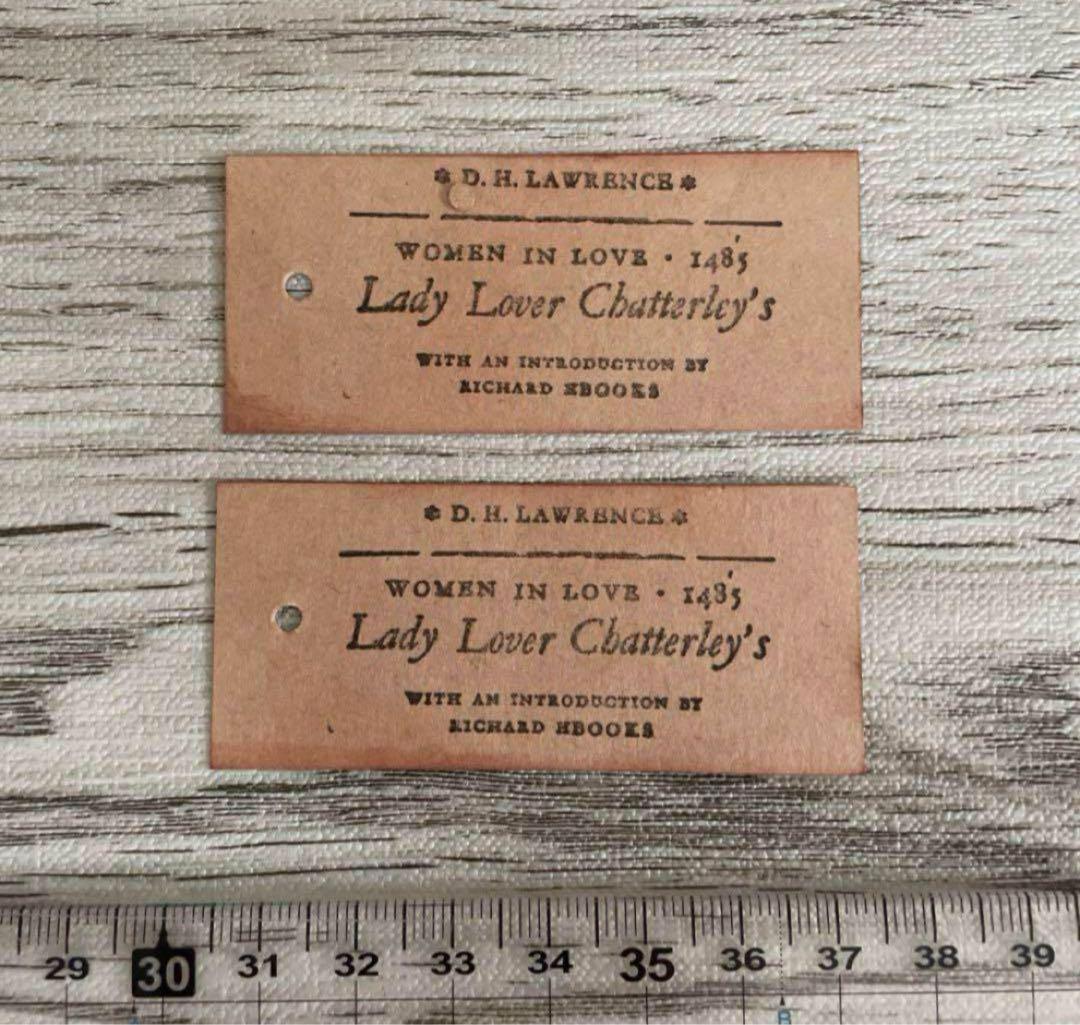 ✽ D. H. LAWRENCE ✽
WOMEN IN LOVE · 1485
Lady Lover Chatterley's
WITH AN INTRODUCTION BY
RICHARD HBOOKS
✽ D. H. LAWRENCE ✽
WOMEN IN LOVE · 1485
Lady Lover Chatterley's
WITH AN INTRODUCTION BY
RICHARD HBOOKS
29 30 31 32 33 34 35 36 37 38 39
B